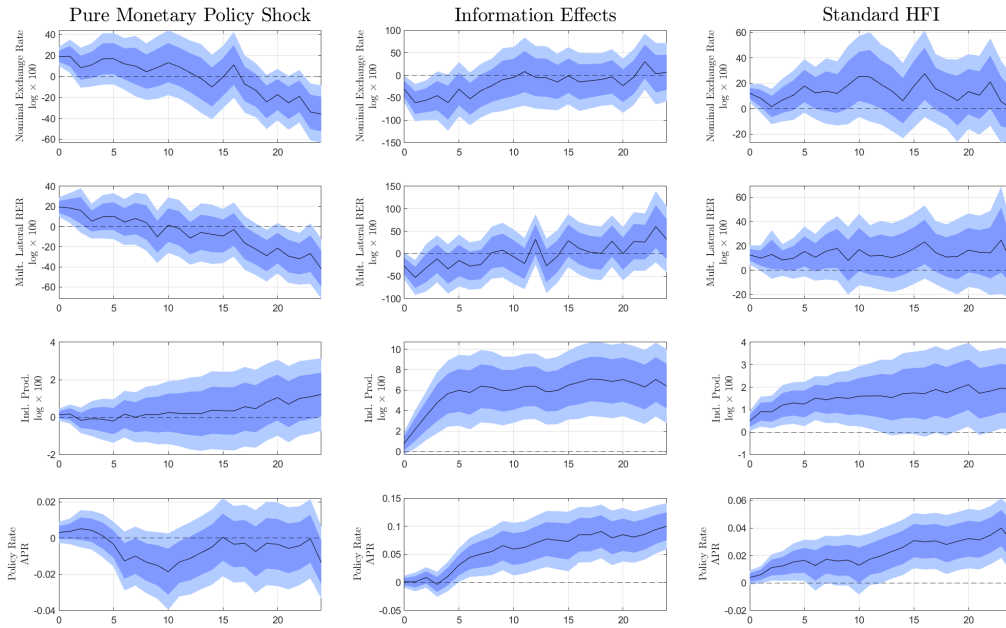 Pure Monetary Policy Shock
Information Effects
Standard HFI
Nominal Exchange Rate
log × 100
40
20
0
-20
-40
-60
0 5 10 15 20
Nominal Exchange Rate
log × 100
100
50
0
-50
-100
-150
0 5 10 15 20
Nominal Exchange Rate
log × 100
60
40
20
0
-20
0 5 10 15 20
Mult. Lateral RER
log × 100
40
20
0
-20
-40
-60
0 5 10 15 20
Mult. Lateral RER
log × 100
150
100
50
0
-50
-100
0 5 10 15 20
Mult. Lateral RER
log × 100
60
40
20
0
-20
0 5 10 15 20
Ind. Prod.
log × 100
4
2
0
-2
0 5 10 15 20
Ind. Prod.
log × 100
10
8
6
4
2
0
0 5 10 15 20
Ind. Prod.
log × 100
4
3
2
1
0
-1
0 5 10 15 20
Policy Rate
APR
0.02
0
-0.02
-0.04
0 5 10 15 20
Policy Rate
APR
0.15
0.1
0.05
0
-0.05
0 5 10 15 20
Policy Rate
APR
0.06
0.04
0.02
0
-0.02
0 5 10 15 20